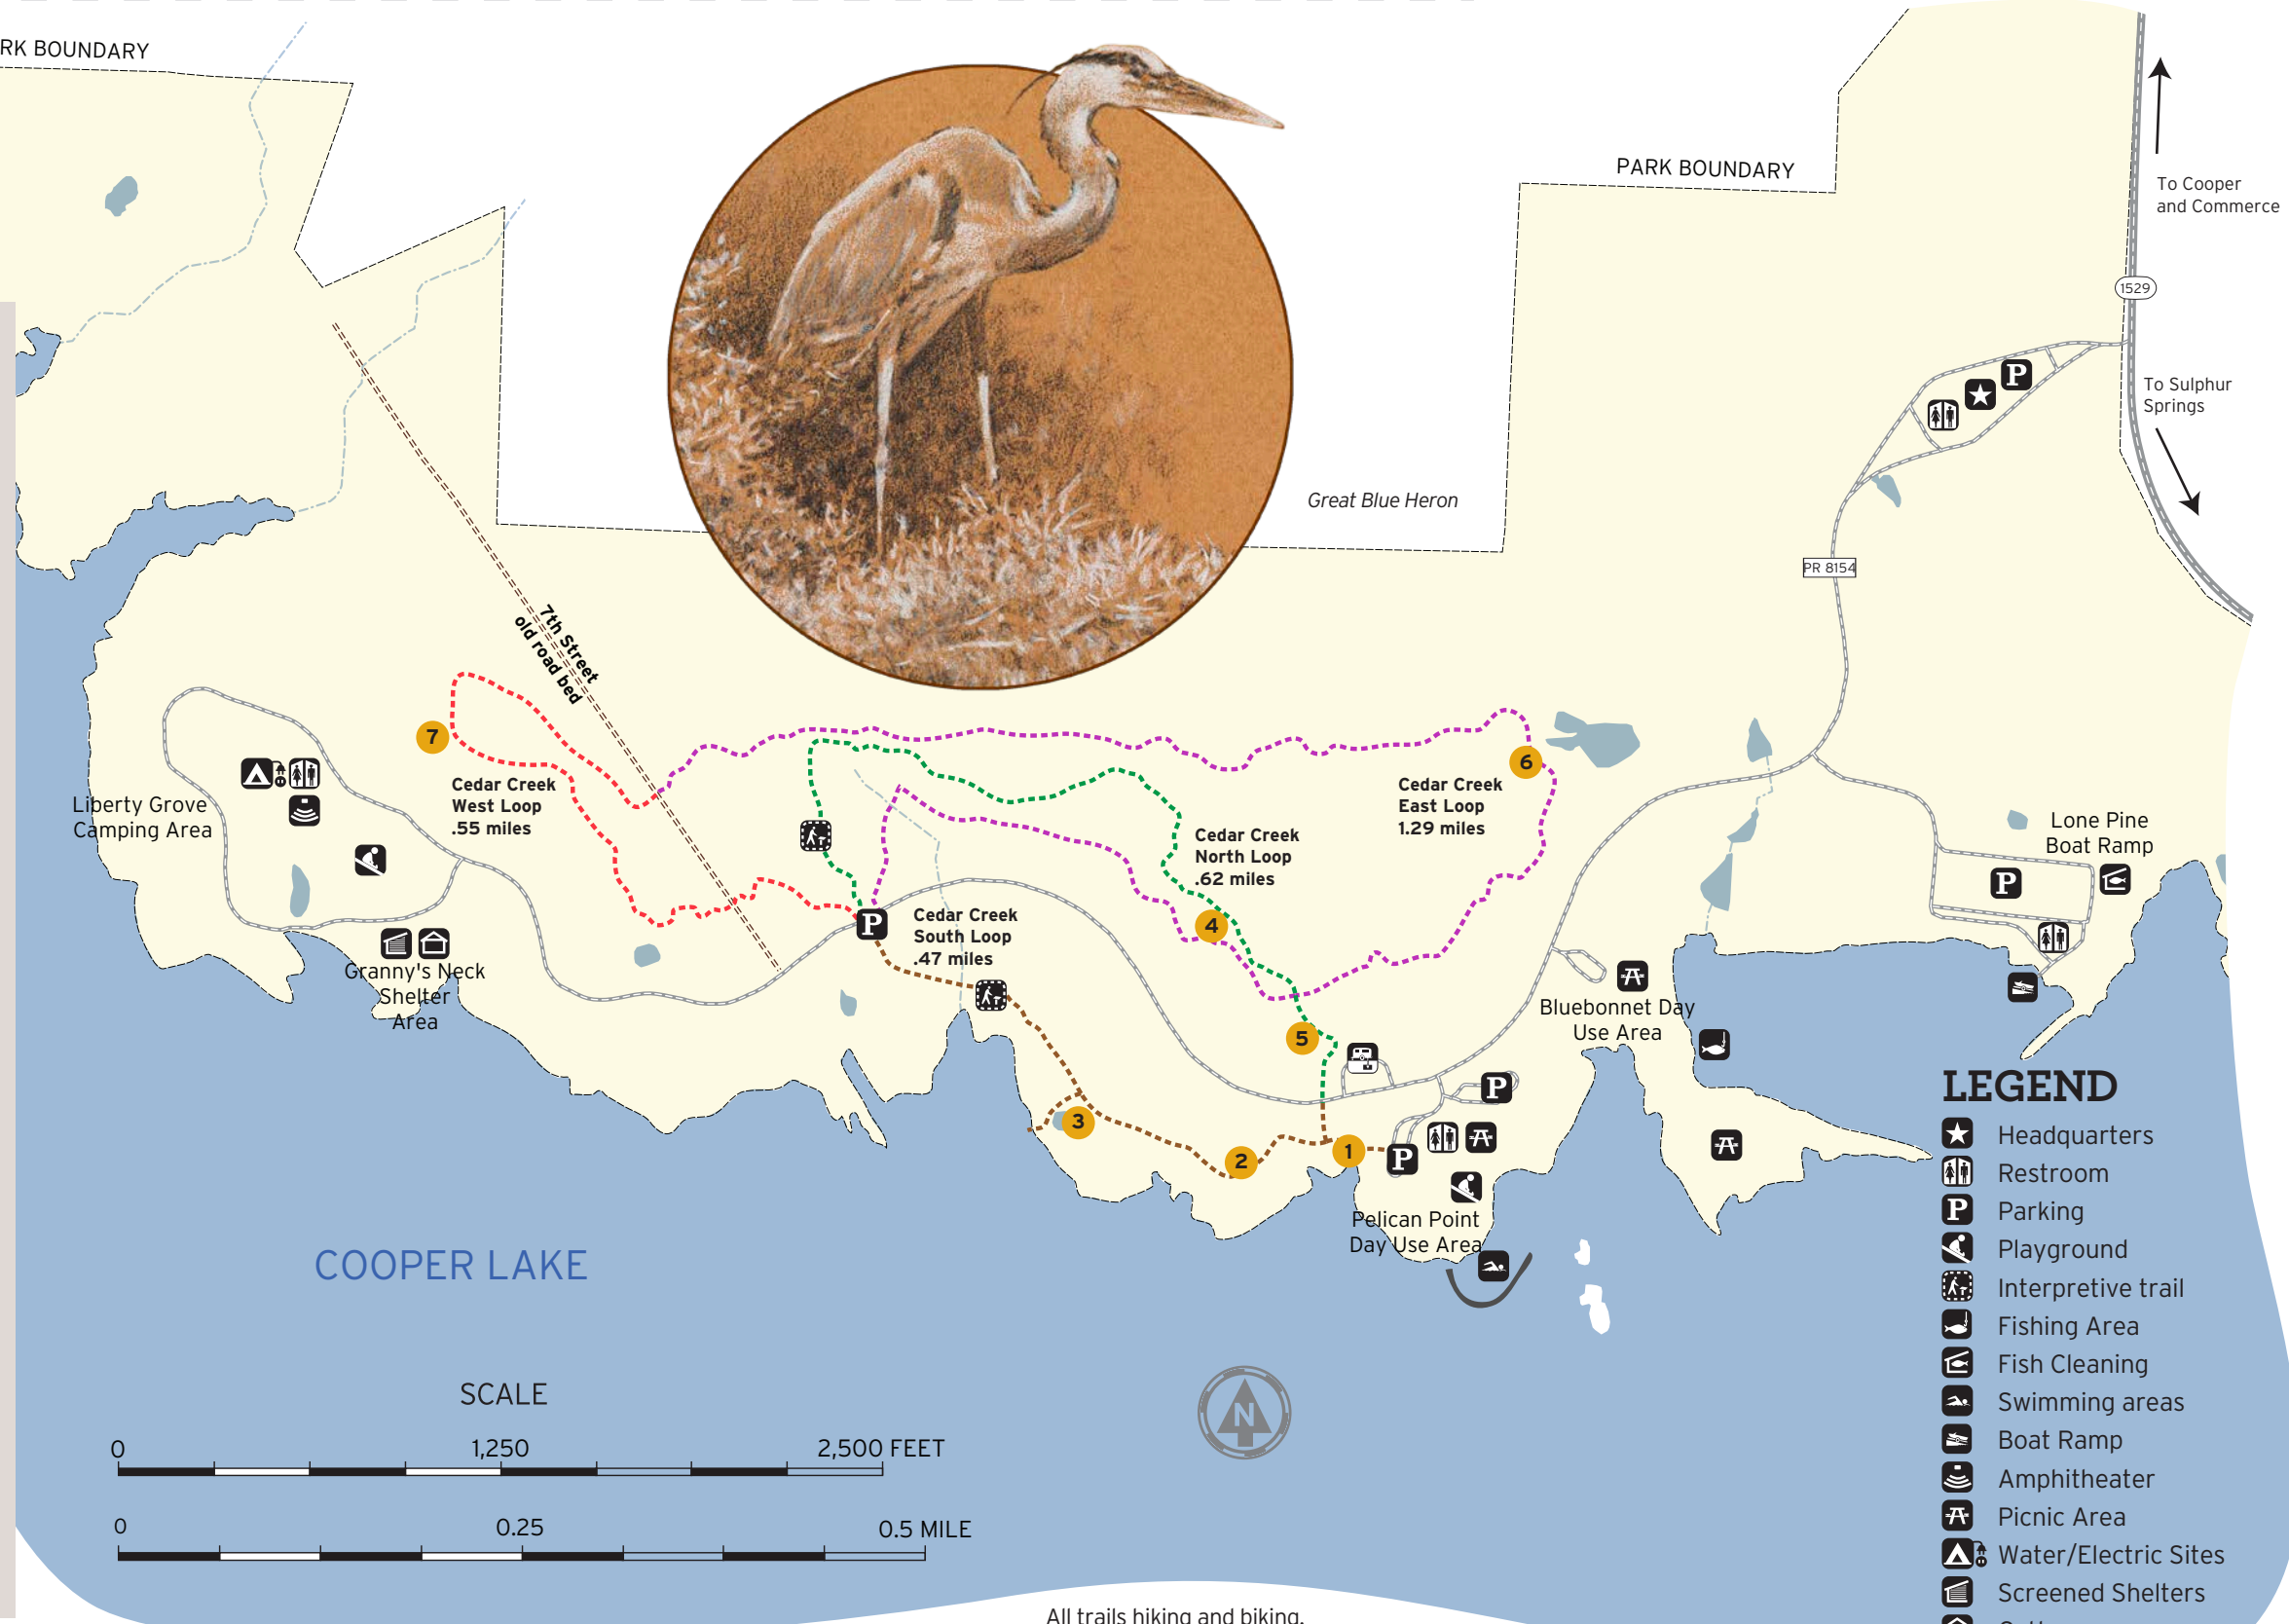 RK BOUNDARY
PARK BOUNDARY
To Cooper
and Commerce
1529
To Sulphur
Springs
Great Blue Heron
PR 8154
7th Street
old road bed
7
6
Cedar Creek
West Loop
.55 miles
Cedar Creek
East Loop
1.29 miles
Liberty Grove
Camping Area
Cedar Creek
North Loop
.62 miles
Lone Pine
Boat Ramp
P
P
P
4
Cedar Creek
South Loop
.47 miles
Granny's Neck
Shelter
Area
Bluebonnet Day
Use Area
5
P
3
2
1
P
Pelican Point
Day Use Area
COOPER LAKE
LEGEND
Headquarters
Restroom
P Parking
Playground
Interpretive trail
Fishing Area
Fish Cleaning
Swimming areas
Boat Ramp
Amphitheater
Picnic Area
Water/Electric Sites
Screened Shelters
N
SCALE
0 1,250 2,500 FEET
0 0.25 0.5 MILE
All trails hiking and biking.